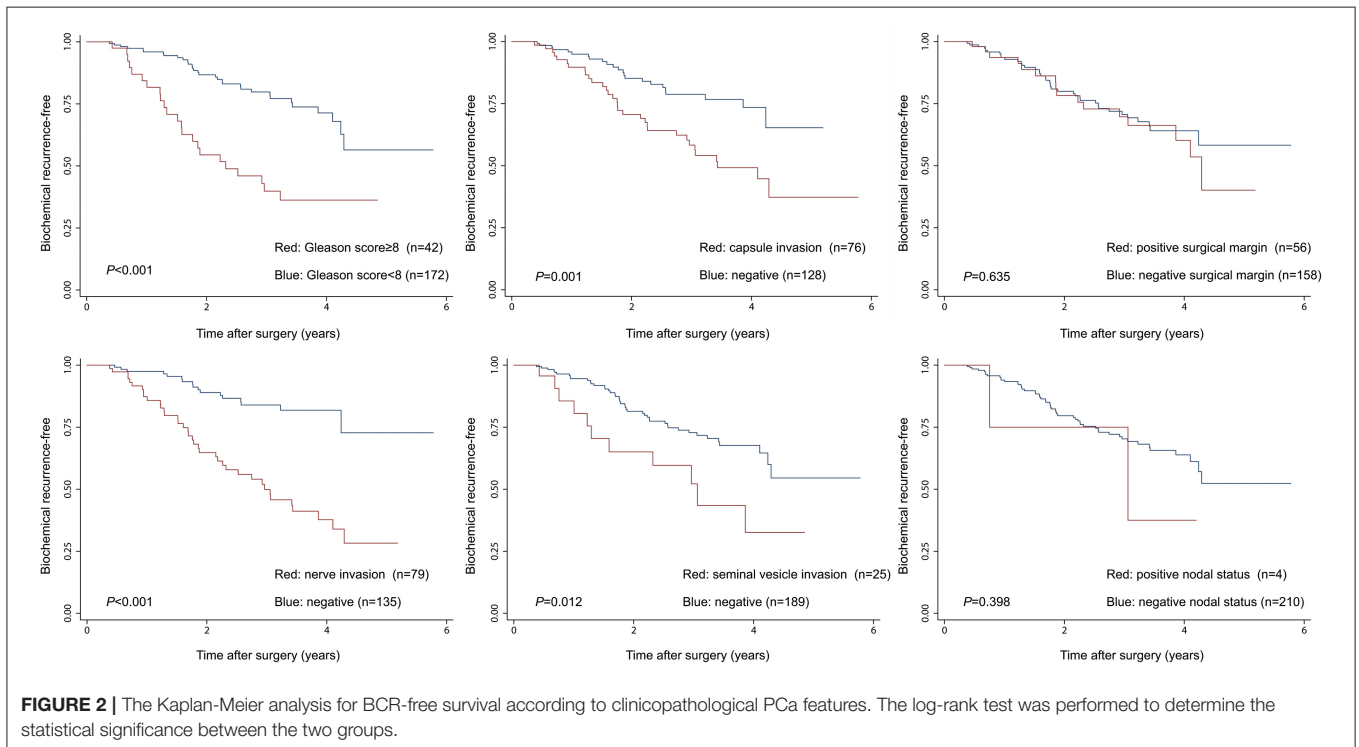 Biochemical recurrence-free
1.00
0.75
0.50
0.25
0.00
Red: Gleason score≥8 (n=42)
P<0.001
Blue: Gleason score<8 (n=172)
0 2 4 6
Time after surgery (years)
Biochemical recurrence-free
1.00
0.75
0.50
0.25
0.00
Red: capsule invasion (n=76)
P=0.001
Blue: negative (n=128)
0 2 4 6
Time after surgery (years)
Biochemical recurrence-free
1.00
0.75
0.50
0.25
0.00
Red: positive surgical margin (n=56)
P=0.635
Blue: negative surgical margin (n=158)
0 2 4 6
Time after surgery (years)
Biochemical recurrence-free
1.00
0.75
0.50
0.25
0.00
Red: nerve invasion (n=79)
P<0.001
Blue: negative (n=135)
0 2 4 6
Time after surgery (years)
Biochemical recurrence-free
1.00
0.75
0.50
0.25
0.00
Red: seminal vesicle invasion (n=25)
P=0.012
Blue: negative (n=189)
0 2 4 6
Time after surgery (years)
Biochemical recurrence-free
1.00
0.75
0.50
0.25
0.00
Red: positive nodal status (n=4)
P=0.398
Blue: negative nodal status (n=210)
0 2 4 6
Time after surgery (years)
FIGURE 2 | The Kaplan-Meier analysis for BCR-free survival according to clinicopathological PCa features. The log-rank test was performed to determine the
statistical significance between the two groups.